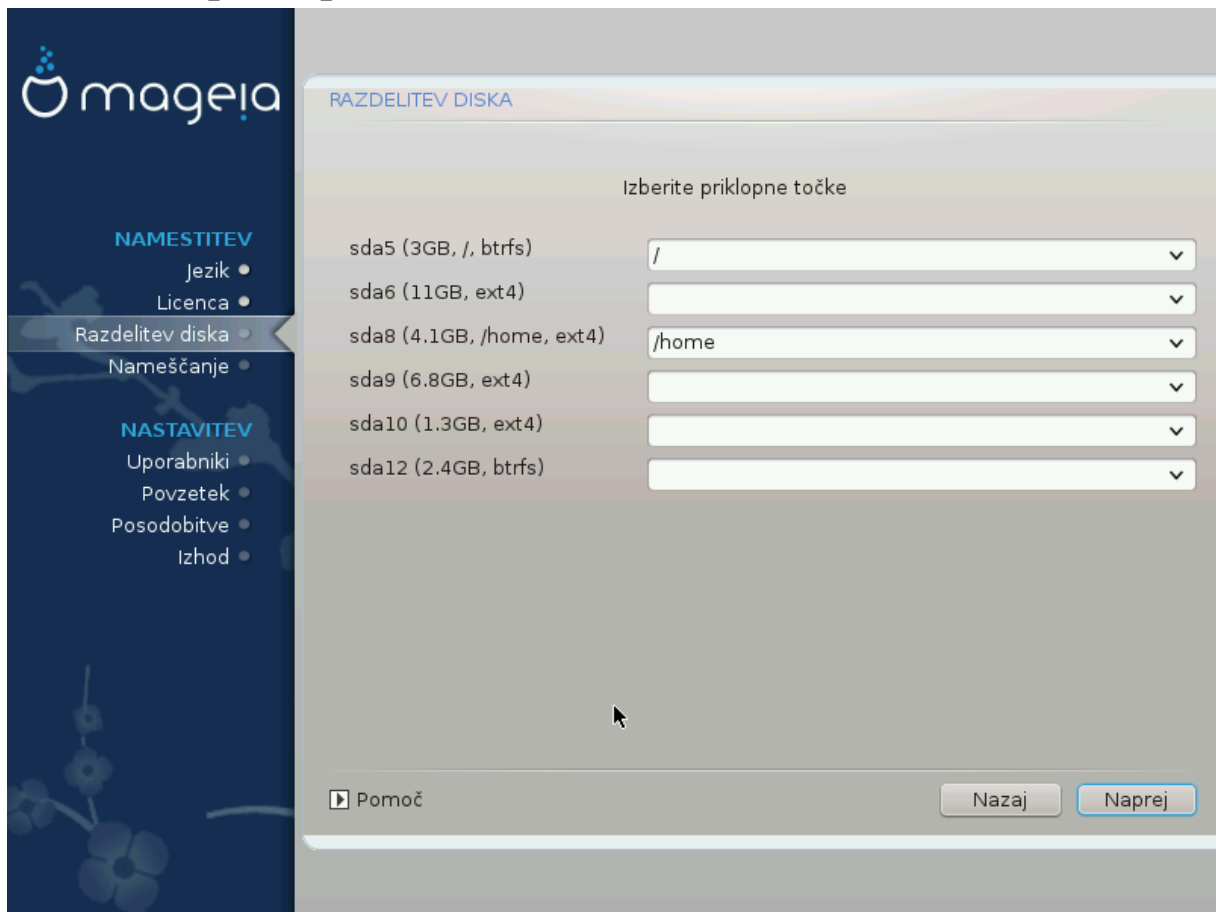 mageia
RAZDELITEV DISKA
Izberite priklopne točke
NAMESTITEV
Jezik
Licenca
Razdelitev diska
Nameščanje
NASTAVITEV
Uporabniki
Povzetek
Posodobitve
Izhod
sda5 (3GB, /, btrfs) /
sda6 (11GB, ext4)
sda8 (4.1GB, /home, ext4) /home
sda9 (6.8GB, ext4)
sda10 (1.3GB, ext4)
sda12 (2.4GB, btrfs)
Pomoč
Nazaj
Naprej